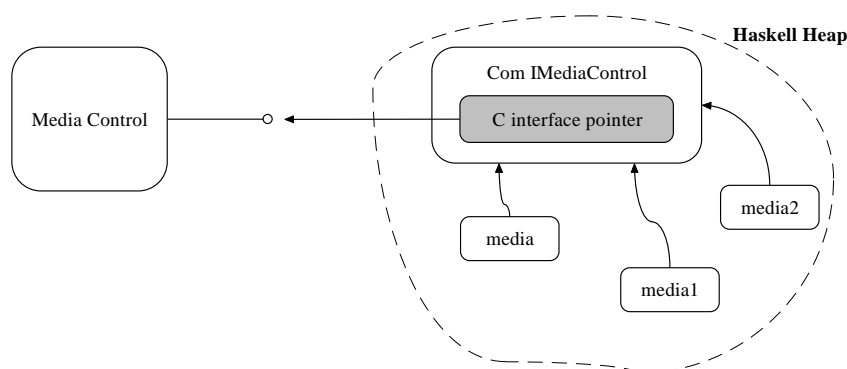 Haskell Heap
Com IMediaControl
Media Control
C interface pointer
media2
media
media1